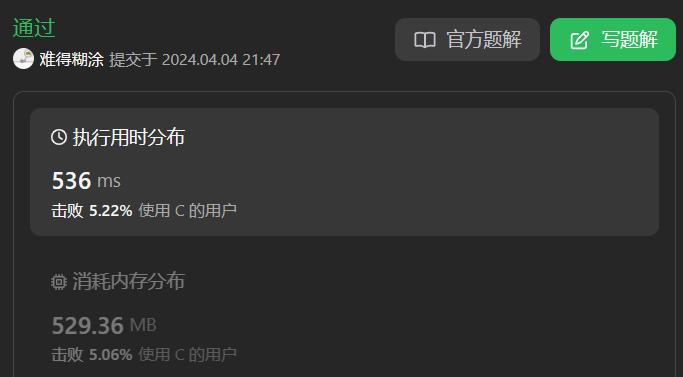 通过
官方题解
写题解
难得糊涂 提交于 2024.04.04 21:47
执行用时分布
536 ms
击败 5.22% 使用 C 的用户
消耗内存分布
529.36 MB
击败 5.06% 使用 C 的用户